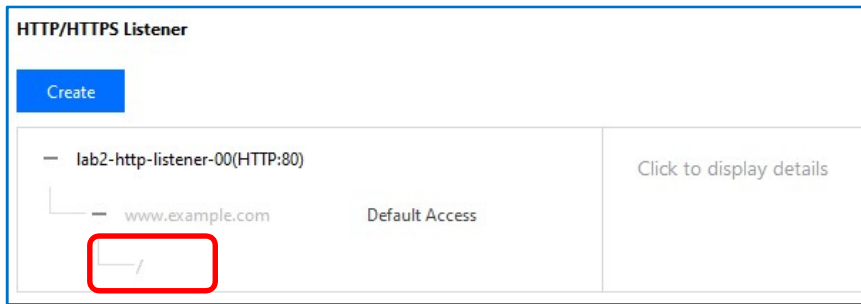 HTTP/HTTPS Listener
Create
lab2-http-listener-00(HTTP:80)
Click to display details
www.example.com Default Access
/